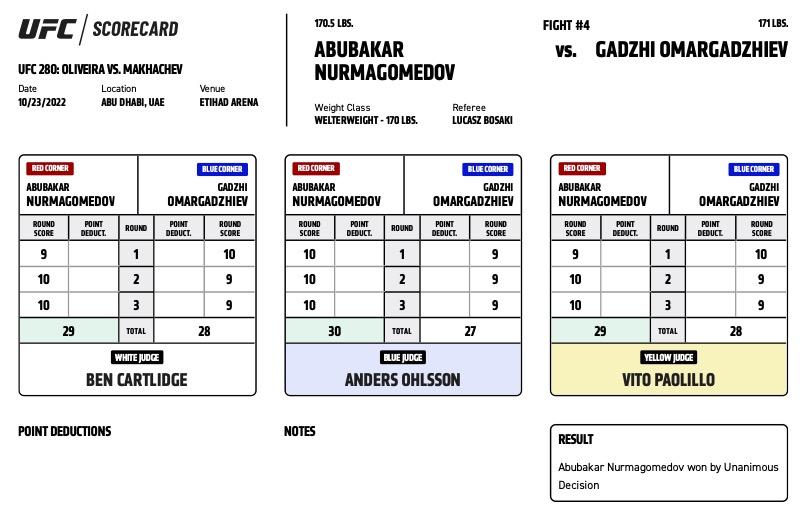 UFC / SCORECARD
UFC 280: OLIVEIRA VS. MAKHACHEV
Date Location Venue
10/23/2022 ABU DHABI, UAE ETIHAD ARENA
170.5 LBS. FIGHT #4 171 LBS.
ABUBAKAR NURMAGOMEDOV vs. GADZHI OMARGADZHIEV
Weight Class Referee
WELTERWEIGHT - 170 LBS. LUCASZ BOSAKI
RED CORNER BLUE CORNER
ABUBAKAR GADZHI
NURMAGOMEDOV OMARGADZHIEV
ROUND SCORE POINT DEDUCT. ROUND POINT DEDUCT. ROUND SCORE
9 1 10
10 2 9
10 3 9
29 TOTAL 28
WHITE JUDGE
BEN CARTLIDGE
RED CORNER BLUE CORNER
ABUBAKAR GADZHI
NURMAGOMEDOV OMARGADZHIEV
ROUND SCORE POINT DEDUCT. ROUND POINT DEDUCT. ROUND SCORE
10 1 9
10 2 9
10 3 9
30 TOTAL 27
BLUE JUDGE
ANDERS OHLSSON
RED CORNER BLUE CORNER
ABUBAKAR GADZHI
NURMAGOMEDOV OMARGADZHIEV
ROUND SCORE POINT DEDUCT. ROUND POINT DEDUCT. ROUND SCORE
9 1 10
10 2 9
10 3 9
29 TOTAL 28
YELLOW JUDGE
VITO PAOLILLO
POINT DEDUCTIONS
NOTES
RESULT
Abubakar Nurmagomedov won by Unanimous
Decision